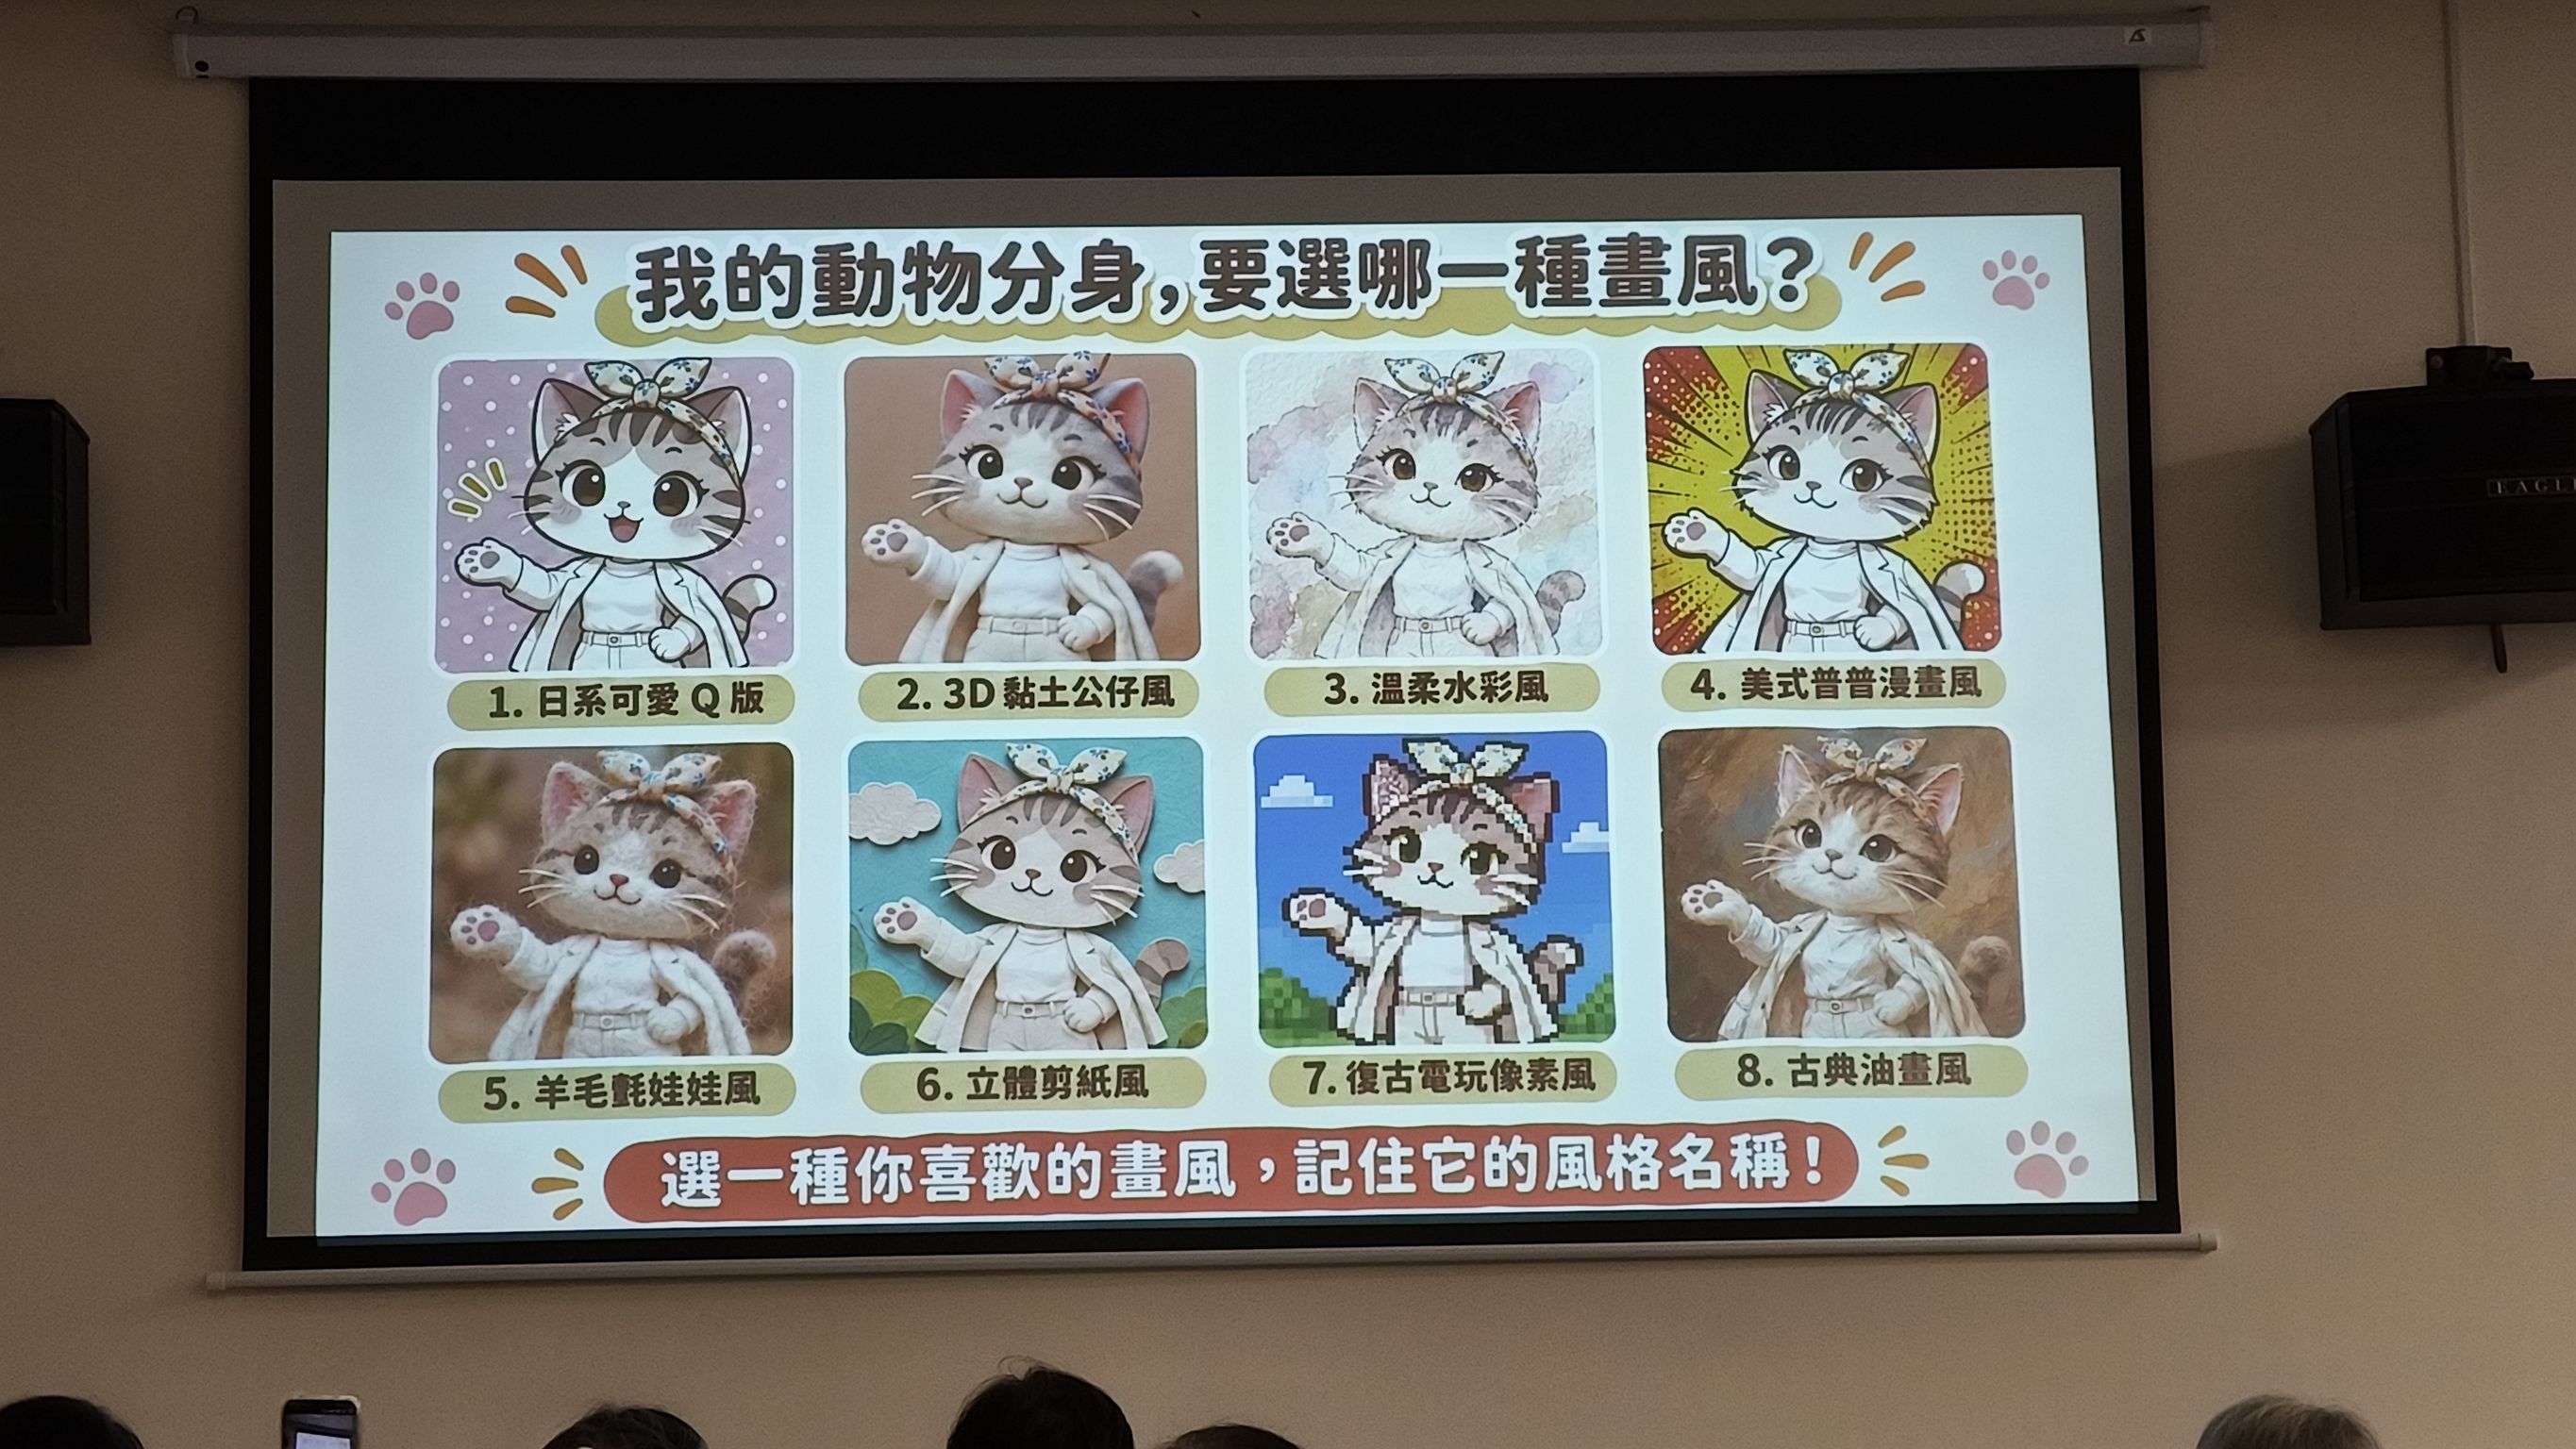 我的動物分身,要選哪一種畫風?
1. 日系可愛 Q 版
2. 3D 黏土公仔風
3. 溫柔水彩風
4. 美式普普漫畫風
5. 羊毛氈娃娃風
6. 立體剪紙風
7. 復古電玩像素風
8. 古典油畫風
選一種你喜歡的畫風，記住它的風格名稱！